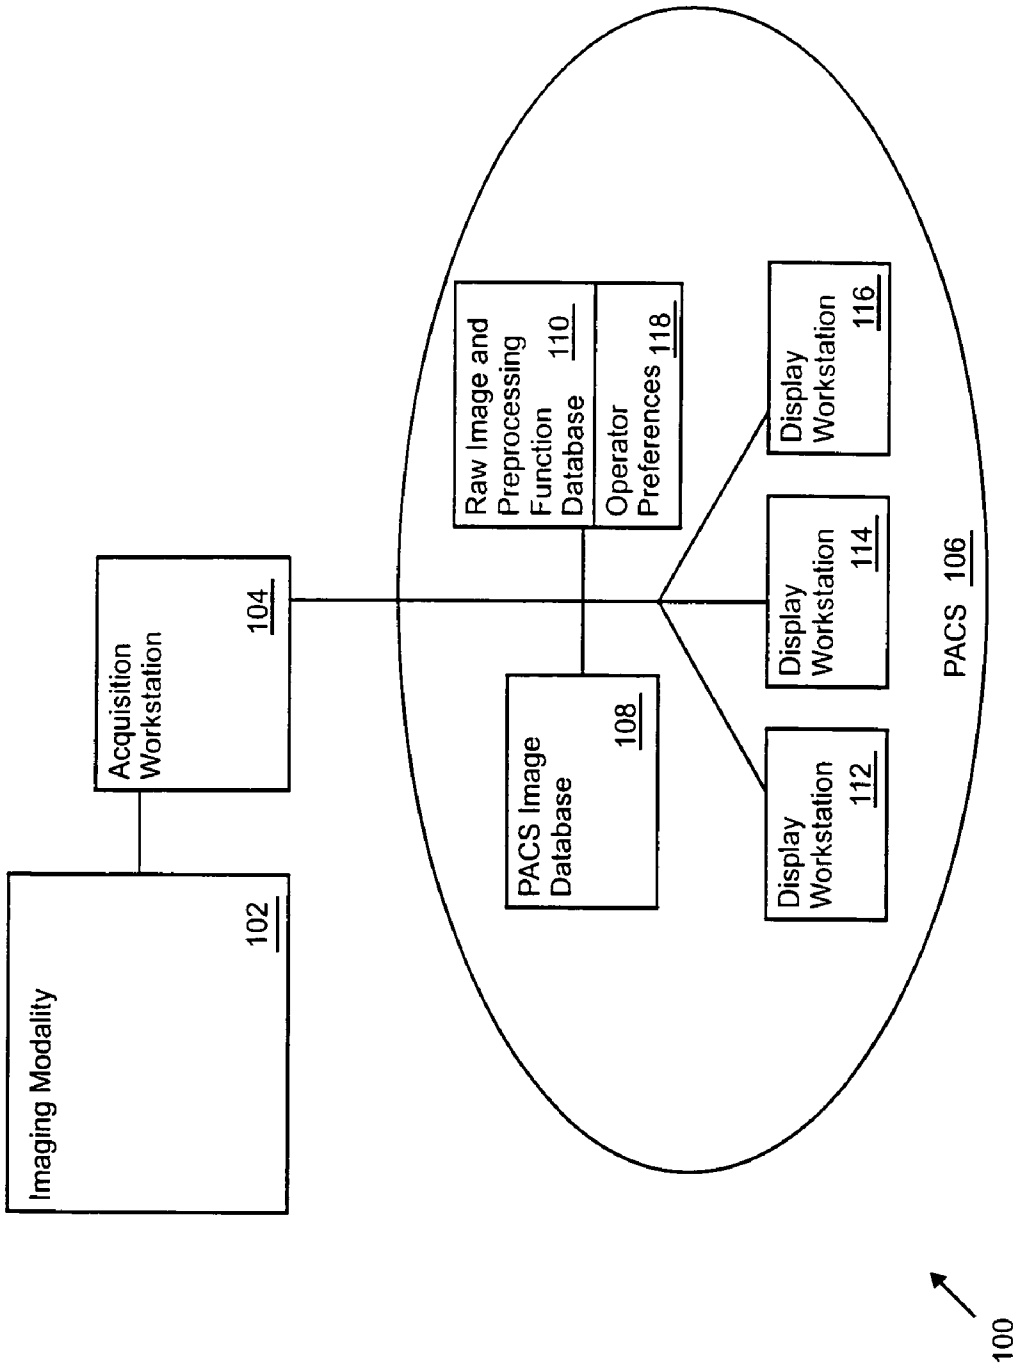 Imaging Modality
102
Acquisition
Workstation
104
PACS Image
Database
108
Raw Image and
Preprocessing
Function
Database 110
Operator
Preferences 118
Display
Workstation
112
Display
Workstation
114
Display
Workstation
116
PACS 106
100